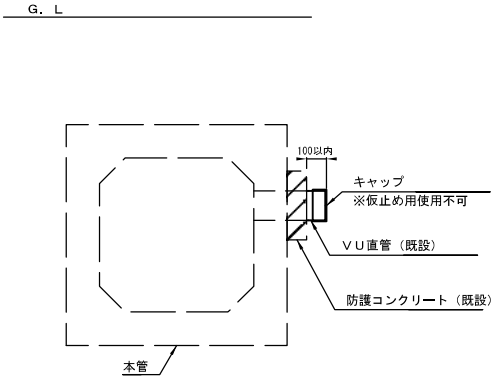 Ｇ．Ｌ
100以内
キャップ
※仮止め用使用不可
ＶＵ直管（既設）
防護コンクリート（既設）
本管